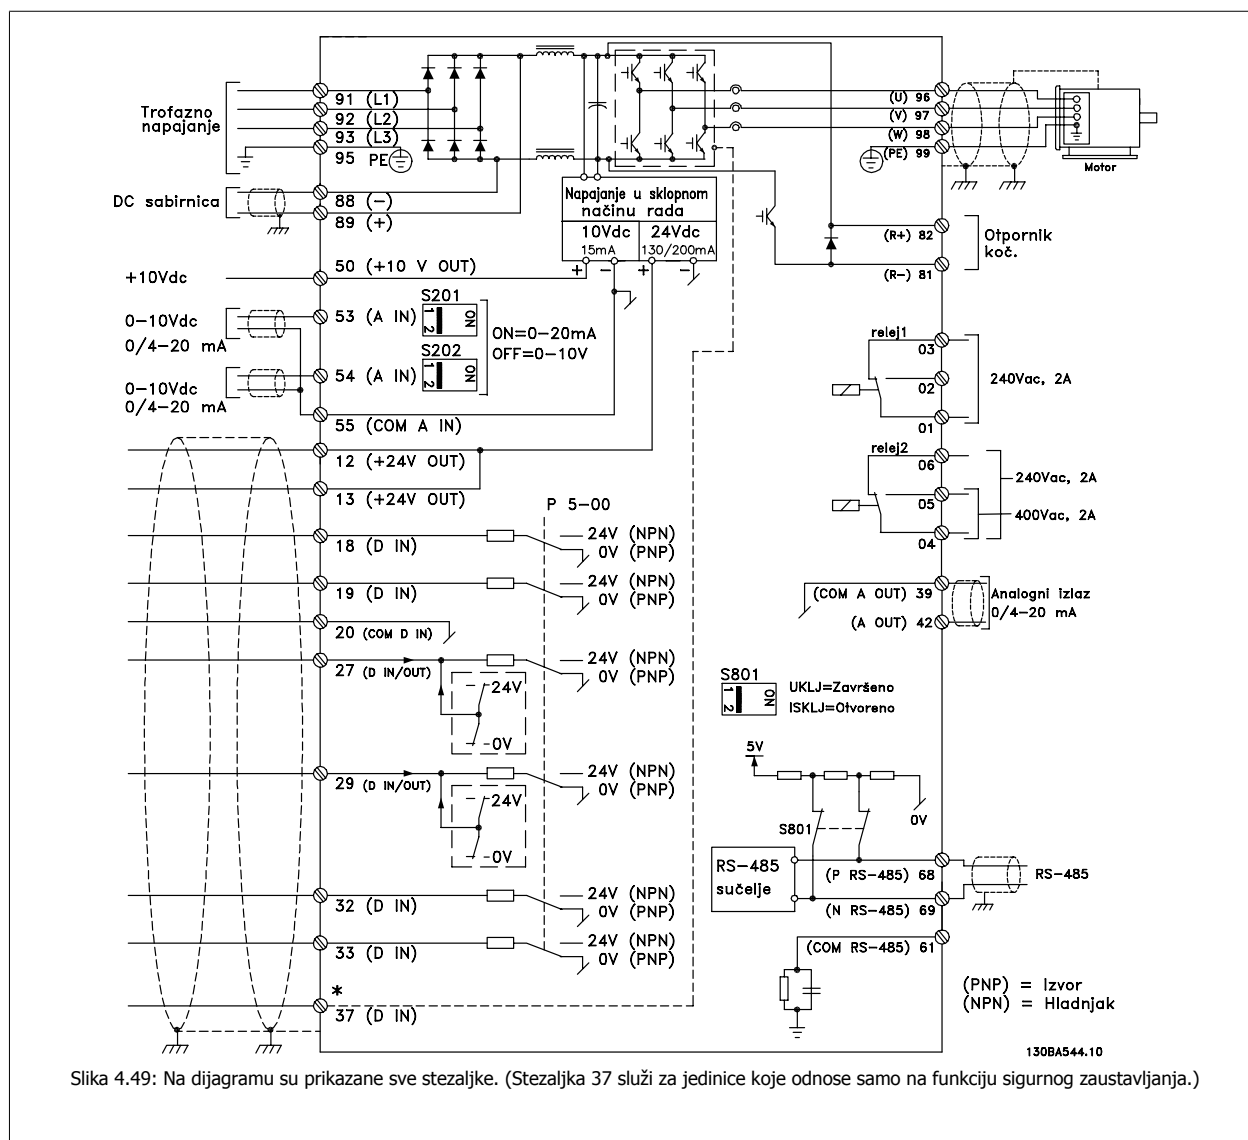 Trofazno
napajanje
91 (L1)
92 (L2)
93 (L3)
95 PE
DC sabirnica
88 (−)
89 (+)
+10Vdc
50 (+10 V OUT)
0−10Vdc
0/4−20 mA
53 (A IN)
S201
1 2 ON
ON=0−20mA
OFF=0−10V
S202
1 2 ON
0−10Vdc
0/4−20 mA
54 (A IN)
55 (COM A IN)
12 (+24V OUT)
13 (+24V OUT)
P 5-00
18 (D IN)
24V (NPN)
0V (PNP)
19 (D IN)
24V (NPN)
0V (PNP)
20 (COM D IN)
27 (D IN/OUT)
24V (NPN)
0V (PNP)
24V
0V
29 (D IN/OUT)
24V (NPN)
0V (PNP)
24V
0V
32 (D IN)
24V (NPN)
0V (PNP)
33 (D IN)
24V (NPN)
0V (PNP)
*
37 (D IN)
Napajanje u sklopnom
načinu rada
10Vdc
15mA
24Vdc
130/200mA
+ − + −
(U) 96
(V) 97
(W) 98
(PE) 99
Motor
(R+) 82
Otpornik
koč.
(R−) 81
relej1
03
02
240Vac, 2A
01
relej2
06
240Vac, 2A
05
400Vac, 2A
04
(COM A OUT) 39
Analogni izlaz
0/4−20 mA
(A OUT) 42
S801
1 2 ON
UKLJ=Završeno
ISKLJ=Otvoreno
5V
S801
0V
RS−485
sučelje
(P RS−485) 68
RS−485
(N RS−485) 69
(COM RS−485) 61
(PNP) = Izvor
(NPN) = Hladnjak
130BA544.10
Slika 4.49: Na dijagramu su prikazane sve stezaljke. (Stezaljka 37 služi za jedinice koje odnose samo na funkciju sigurnog zaustavljanja.)